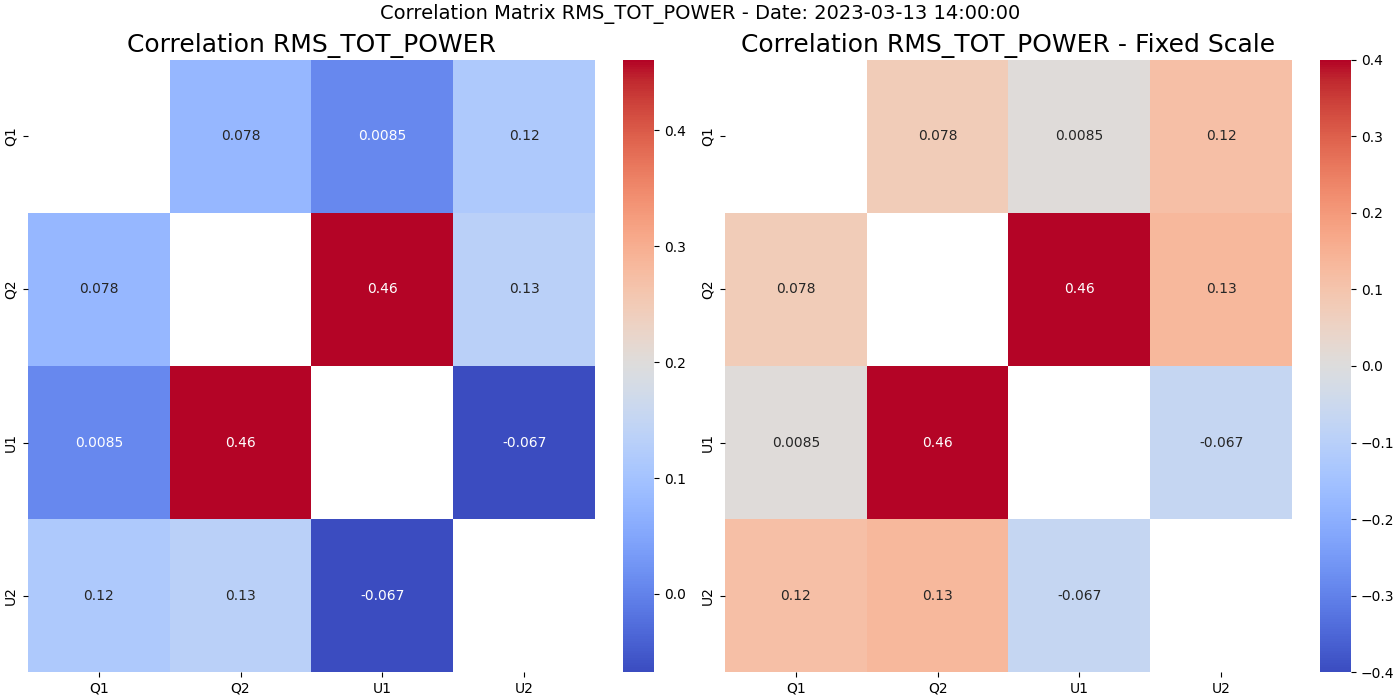 Correlation Matrix RMS_TOT_POWER - Date: 2023-03-13 14:00:00
Correlation RMS_TOT_POWER
Q1
0.078
0.0085
0.12
Q2
0.078
0.46
0.13
U1
0.0085
0.46
-0.067
U2
0.12
0.13
-0.067
Q1
Q2
U1
U2
0.4
0.3
0.2
0.1
0.0
Correlation RMS_TOT_POWER - Fixed Scale
Q1
0.078
0.0085
0.12
Q2
0.078
0.46
0.13
U1
0.0085
0.46
-0.067
U2
0.12
0.13
-0.067
Q1
Q2
U1
U2
0.4
0.3
0.2
0.1
0.0
−0.1
−0.2
−0.3
−0.4